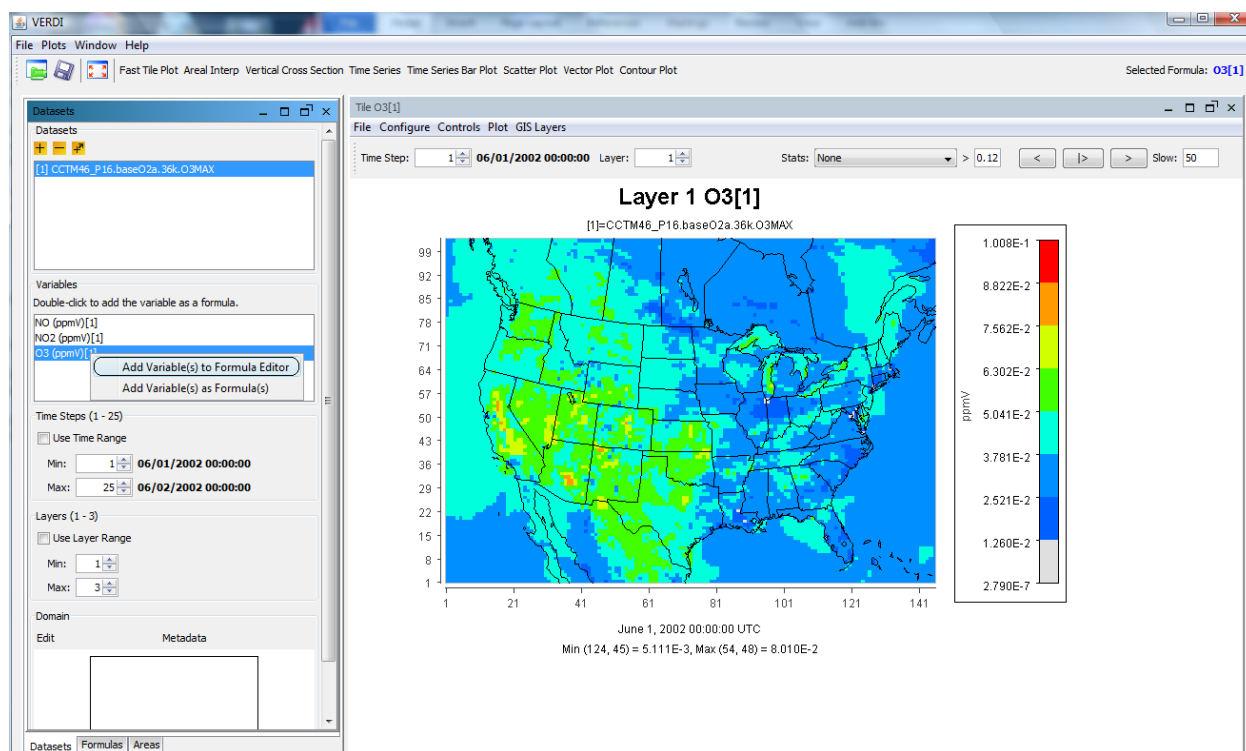 VERDI
File Plots Window Help
Fast Tile Plot Areal Interp Vertical Cross Section Time Series Time Series Bar Plot Scatter Plot Vector Plot Contour Plot
Selected Formula: O3[1]
Datasets
Datasets
[1] CCTM46_P16.baseO2a.36k.O3MAX
Variables
Double-click to add the variable as a formula.
NO (ppmV)[1]
NO2 (ppmV)[1]
O3 (ppmV)[1]
Add Variable(s) to Formula Editor
Add Variable(s) as Formula(s)
Time Steps (1 - 25)
Use Time Range
Min: 1 06/01/2002 00:00:00
Max: 25 06/02/2002 00:00:00
Layers (1 - 3)
Use Layer Range
Min: 1
Max: 3
Domain
Edit Metadata
Datasets Formulas Areas
Tile O3[1]
File Configure Controls Plot GIS Layers
Time Step: 1 06/01/2002 00:00:00 Layer: 1 Stats: None > 0.12 < |> > Slow: 50
Layer 1 O3[1]
[1]=CCTM46_P16.baseO2a.36k.O3MAX
99
92
85
78
71
64
57
50
43
36
29
22
15
8
1
1 21 41 61 81 101 121 141
June 1, 2002 00:00:00 UTC
Min (124, 45) = 5.111E-3, Max (54, 48) = 8.010E-2
ppmV
1.008E-1
8.822E-2
7.562E-2
6.302E-2
5.041E-2
3.781E-2
2.521E-2
1.260E-2
2.790E-7